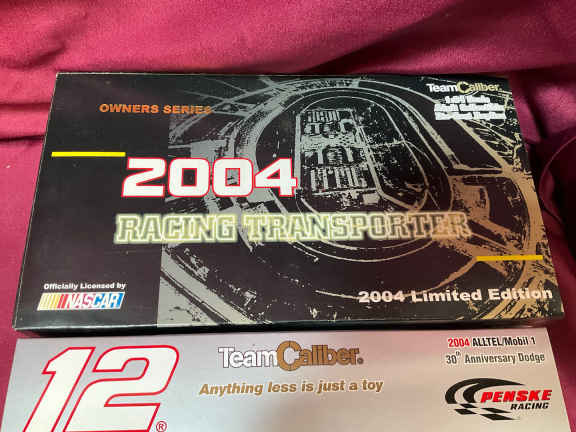 TeamCaliber
OWNERS SERIES
2004
RACING TRANSPORTER
Officially Licensed by
NASCAR
2004 Limited Edition
12®
TeamCaliber®
Anything less is just a toy
2004 ALLTEL/Mobil 1
30th Anniversary Dodge
PENSKE
RACING